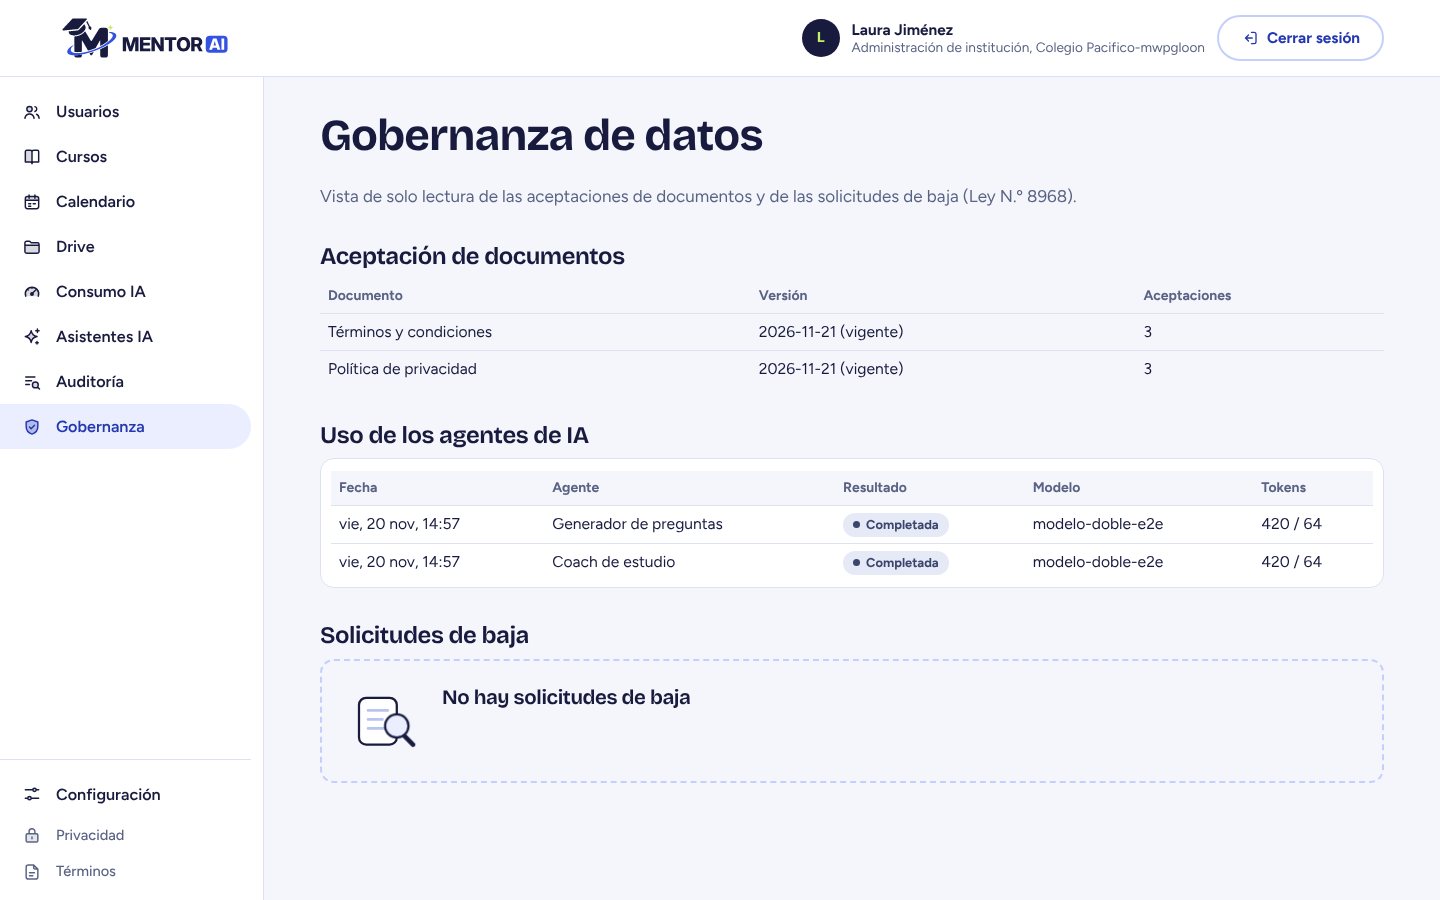 MENTOR AI
L
Laura Jiménez
Administración de institución, Colegio Pacifico-mwpgloon
Cerrar sesión
Usuarios
Cursos
Calendario
Drive
Consumo IA
Asistentes IA
Auditoría
Gobernanza
Configuración
Privacidad
Términos
Gobernanza de datos
Vista de solo lectura de las aceptaciones de documentos y de las solicitudes de baja (Ley N.º 8968).
Aceptación de documentos
Documento Versión Aceptaciones
Términos y condiciones 2026-11-21 (vigente) 3
Política de privacidad 2026-11-21 (vigente) 3
Uso de los agentes de IA
Fecha Agente Resultado Modelo Tokens
vie, 20 nov, 14:57 Generador de preguntas Completada modelo-doble-e2e 420 / 64
vie, 20 nov, 14:57 Coach de estudio Completada modelo-doble-e2e 420 / 64
Solicitudes de baja
No hay solicitudes de baja